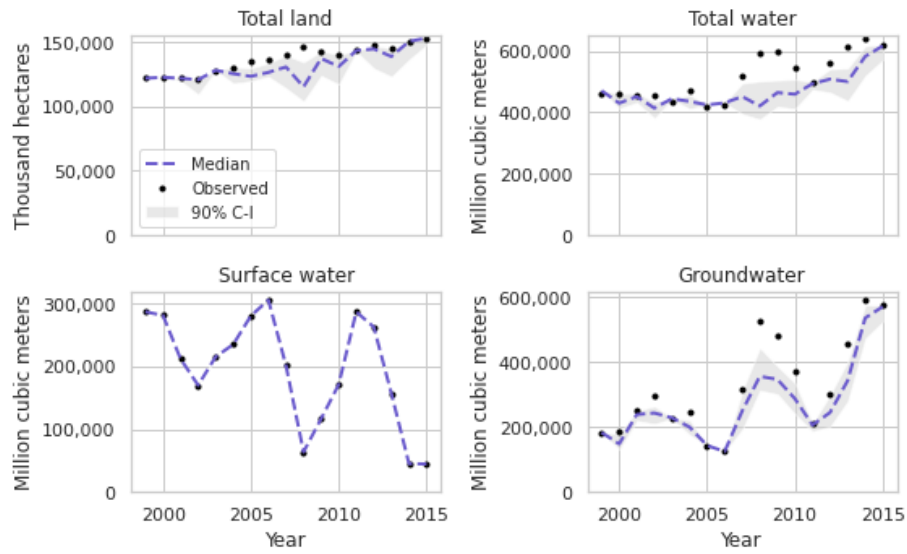 Total land
Total water
Thousand hectares
150,000
100,000
50,000
0
Median
Observed
90% C-I
Million cubic meters
600,000
400,000
200,000
0
Surface water
Groundwater
Million cubic meters
300,000
200,000
100,000
0
2000
2005
2010
2015
Year
Million cubic meters
600,000
400,000
200,000
0
2000
2005
2010
2015
Year